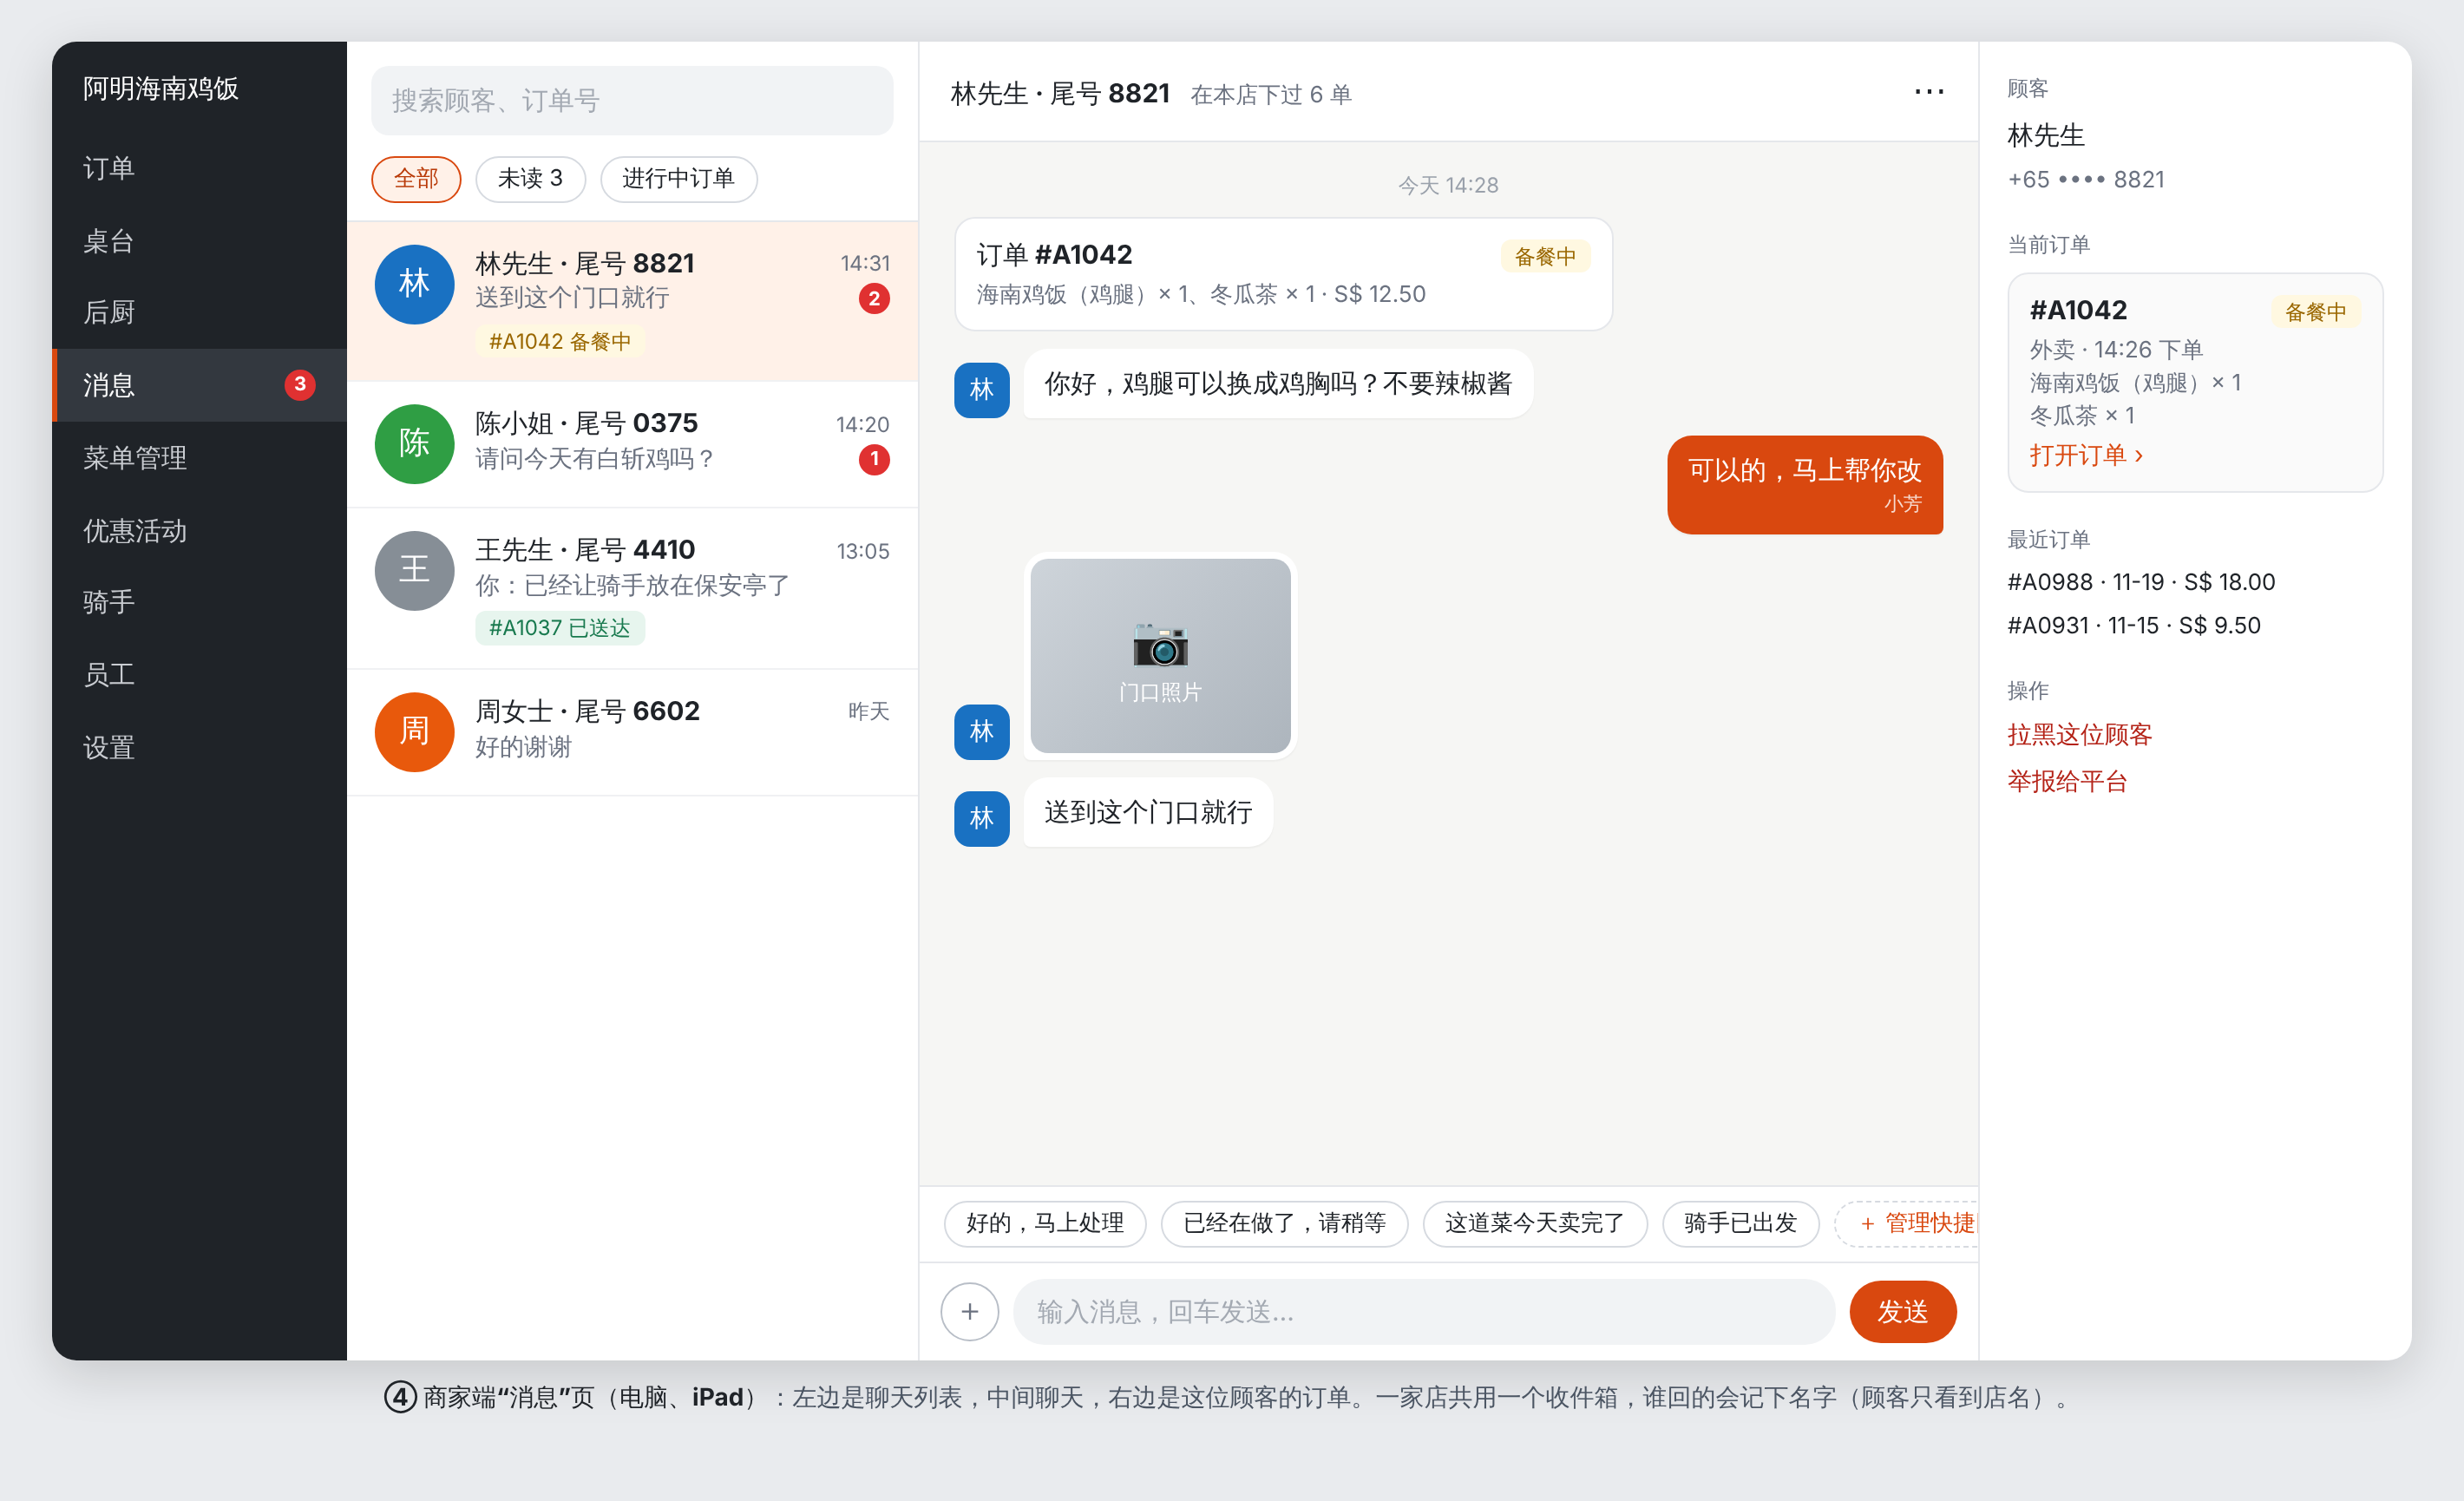 阿明海南鸡饭
订单
桌台
后厨
消息 3
菜单管理
优惠活动
骑手
员工
设置
搜索顾客、订单号
全部 未读 3 进行中订单
林 林先生 · 尾号 8821 14:31
送到这个门口就行 2
#A1042 备餐中
陈 陈小姐 · 尾号 0375 14:20
请问今天有白斩鸡吗？ 1
王 王先生 · 尾号 4410 13:05
你：已经让骑手放在保安亭了
#A1037 已送达
周 周女士 · 尾号 6602 昨天
好的谢谢
林先生 · 尾号 8821 在本店下过 6 单 ⋯
今天 14:28
订单 #A1042 备餐中
海南鸡饭（鸡腿）× 1、冬瓜茶 × 1 · S$ 12.50
林 你好，鸡腿可以换成鸡胸吗？不要辣椒酱
可以的，马上帮你改
小芳
门口照片
林
林 送到这个门口就行
好的，马上处理 已经在做了，请稍等 这道菜今天卖完了 骑手已出发 ＋ 管理快捷
+ 输入消息，回车发送… 发送
顾客
林先生
+65 •••• 8821
当前订单
#A1042 备餐中
外卖 · 14:26 下单
海南鸡饭（鸡腿）× 1
冬瓜茶 × 1
打开订单 ›
最近订单
#A0988 · 11-19 · S$ 18.00
#A0931 · 11-15 · S$ 9.50
操作
拉黑这位顾客
举报给平台
④ 商家端“消息”页（电脑、iPad）：左边是聊天列表，中间聊天，右边是这位顾客的订单。一家店共用一个收件箱，谁回的会记下名字（顾客只看到店名）。